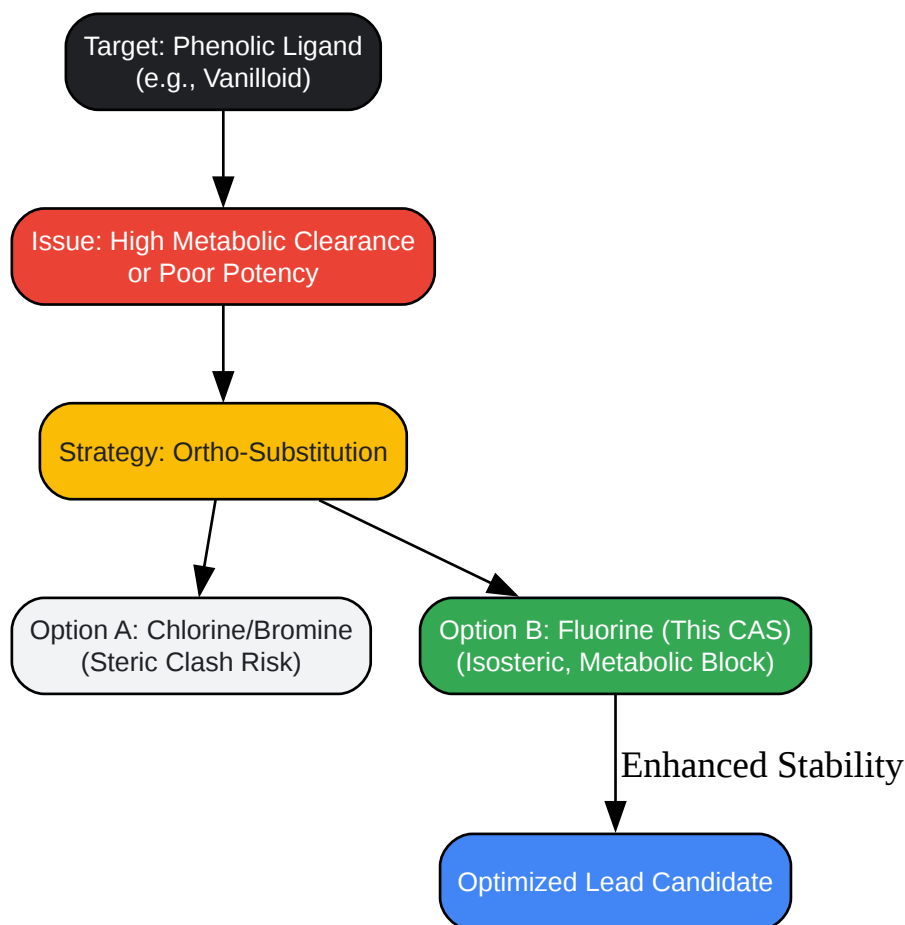 Target: Phenolic Ligand
(e.g., Vanilloid)
Issue: High Metabolic Clearance
or Poor Potency
Strategy: Ortho-Substitution
Option A: Chlorine/Bromine
(Steric Clash Risk)
Option B: Fluorine (This CAS)
(Isosteric, Metabolic Block)
Enhanced Stability
Optimized Lead Candidate